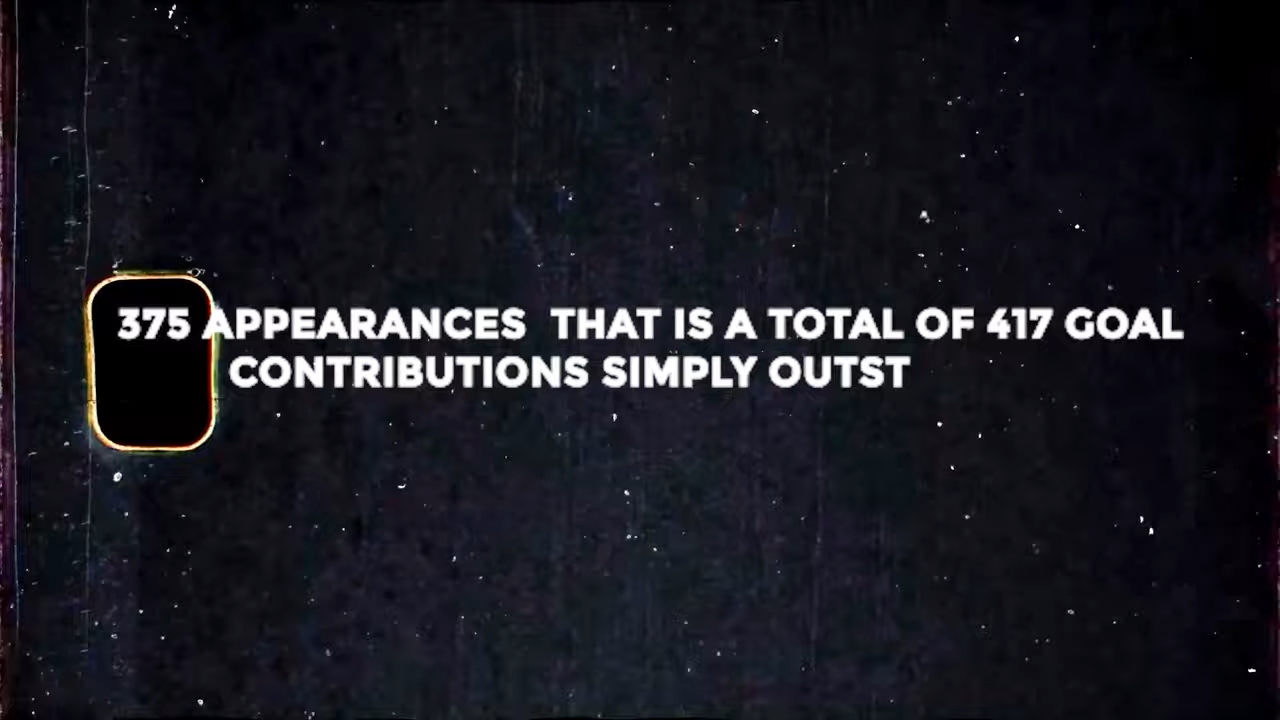 375 APPEARANCES THAT IS A TOTAL OF 417 GOAL
CONTRIBUTIONS SIMPLY OUTST